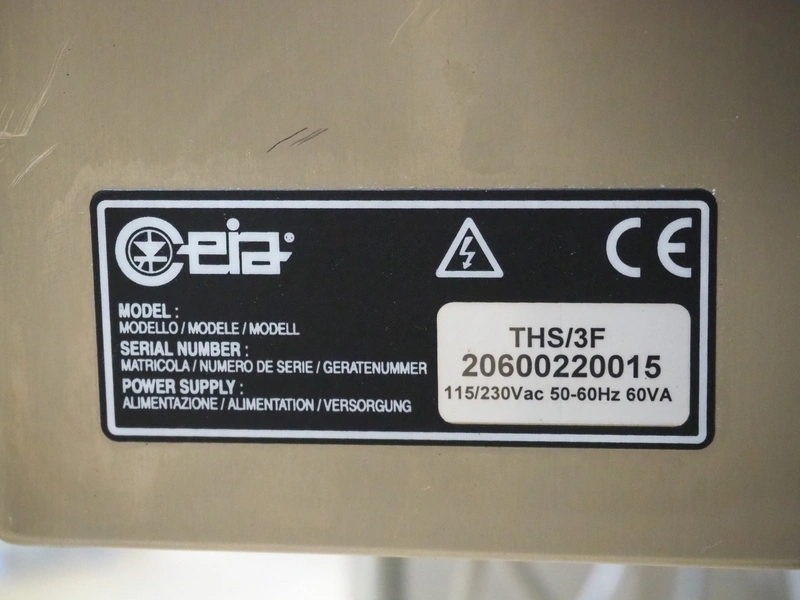 ceia®
CE
MODEL :
MODELLO / MODELE / MODELL
THS/3F
SERIAL NUMBER :
MATRICOLA / NUMERO DE SERIE / GERATENUMMER
20600220015
POWER SUPPLY :
ALIMENTAZIONE / ALIMENTATION / VERSORGUNG
115/230Vac 50-60Hz 60VA